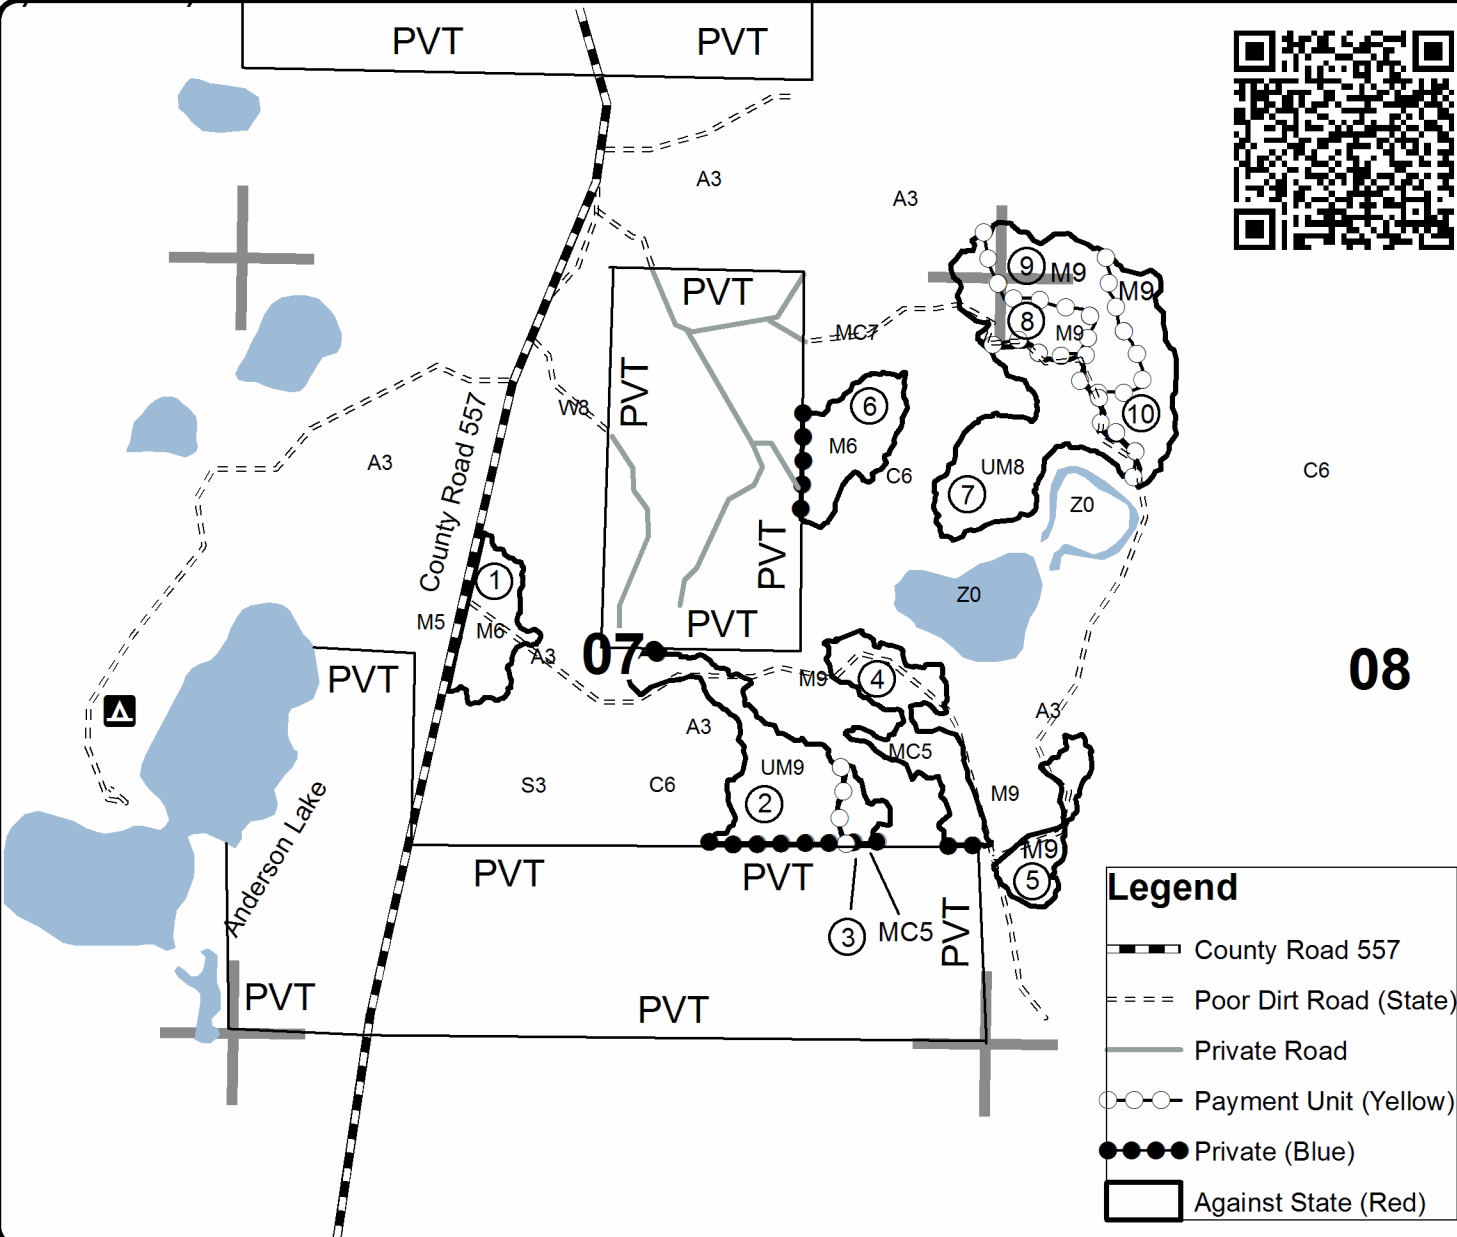 PVT
PVT
A3
A3
9
M9
M9
PVT
8
M9
MC7
PVT
W8
6
10
M6
A3
C6
UM8
C6
7
Z0
County Road 557
PVT
1
Z0
M5
M6
PVT
A3
07
08
PVT
M9
4
A3
A3
MC5
UM9
S3
C6
M9
2
Anderson Lake
M9
PVT
PVT
5
Legend
PVT
3
MC5
County Road 557
PVT
PVT
Poor Dirt Road (State)
Private Road
Payment Unit (Yellow)
Private (Blue)
Against State (Red)